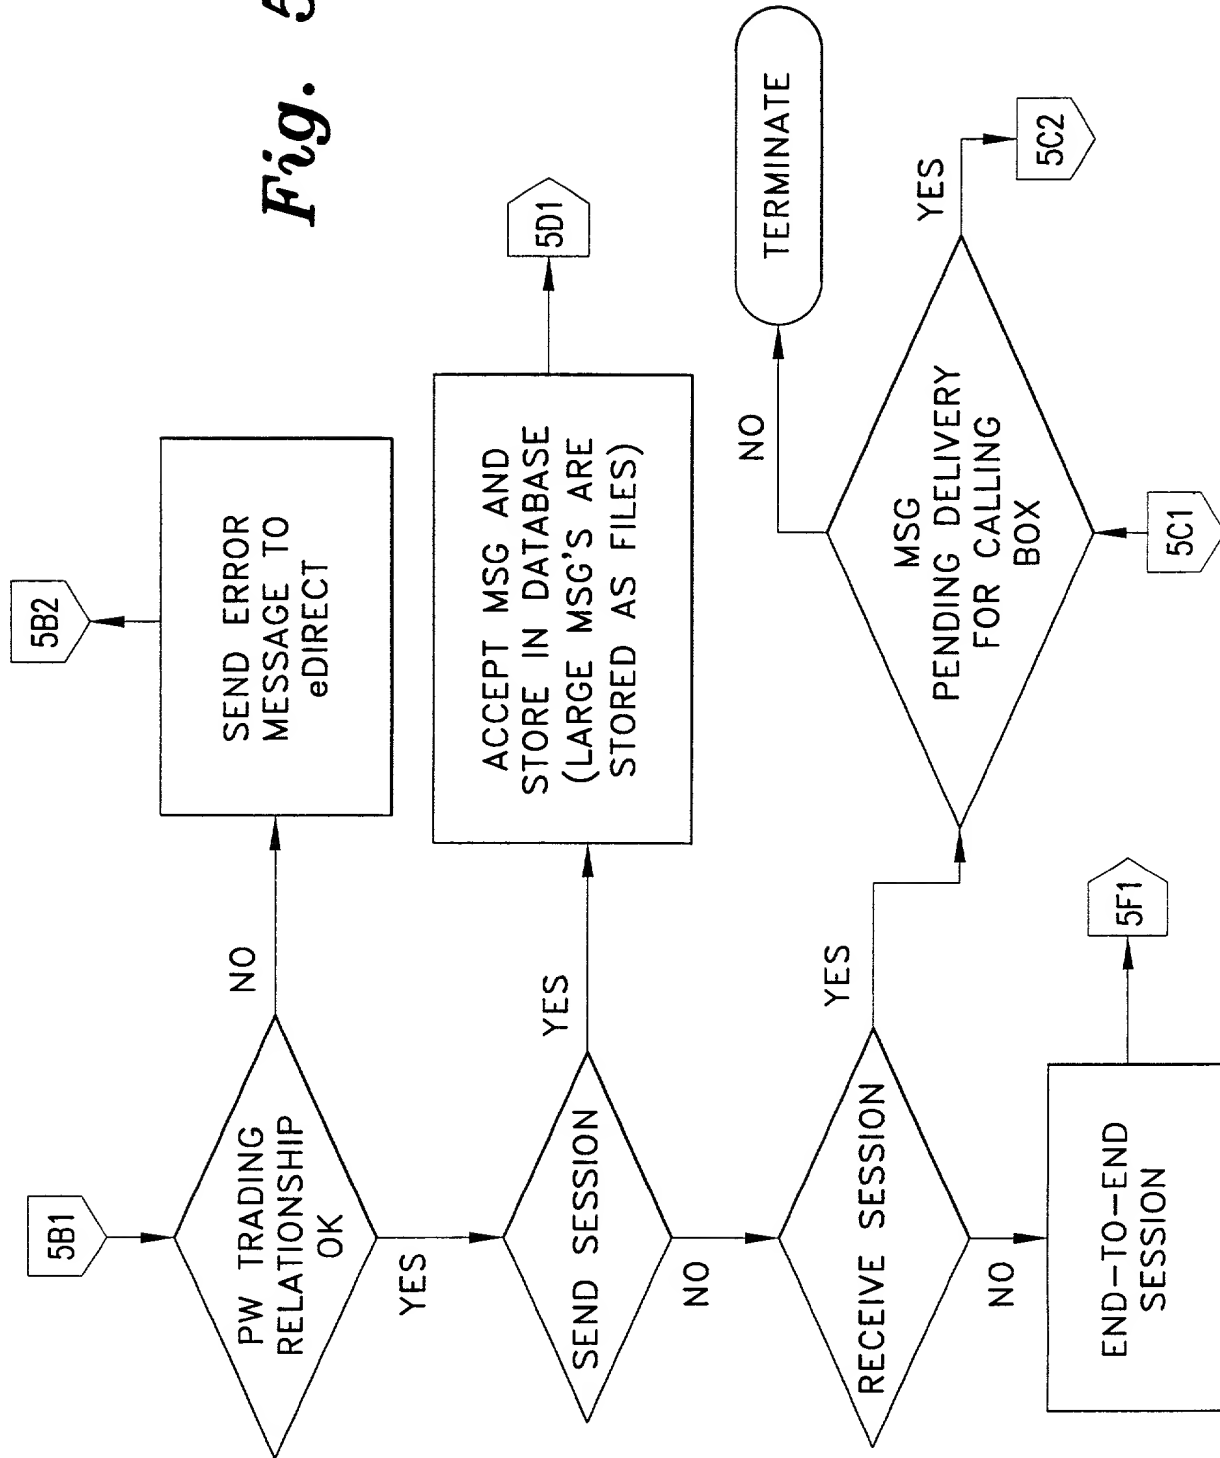 Fig. 5
5B1
5B2
PW TRADING
RELATIONSHIP
OK
NO
SEND ERROR
MESSAGE TO
eDIRECT
YES
SEND SESSION
YES
ACCEPT MSG AND
STORE IN DATABASE
(LARGE MSG'S ARE
STORED AS FILES)
5D1
NO
RECEIVE SESSION
YES
MSG
PENDING DELIVERY
FOR CALLING
BOX
NO
TERMINATE
YES
5C2
5C1
NO
END-TO-END
SESSION
5F1